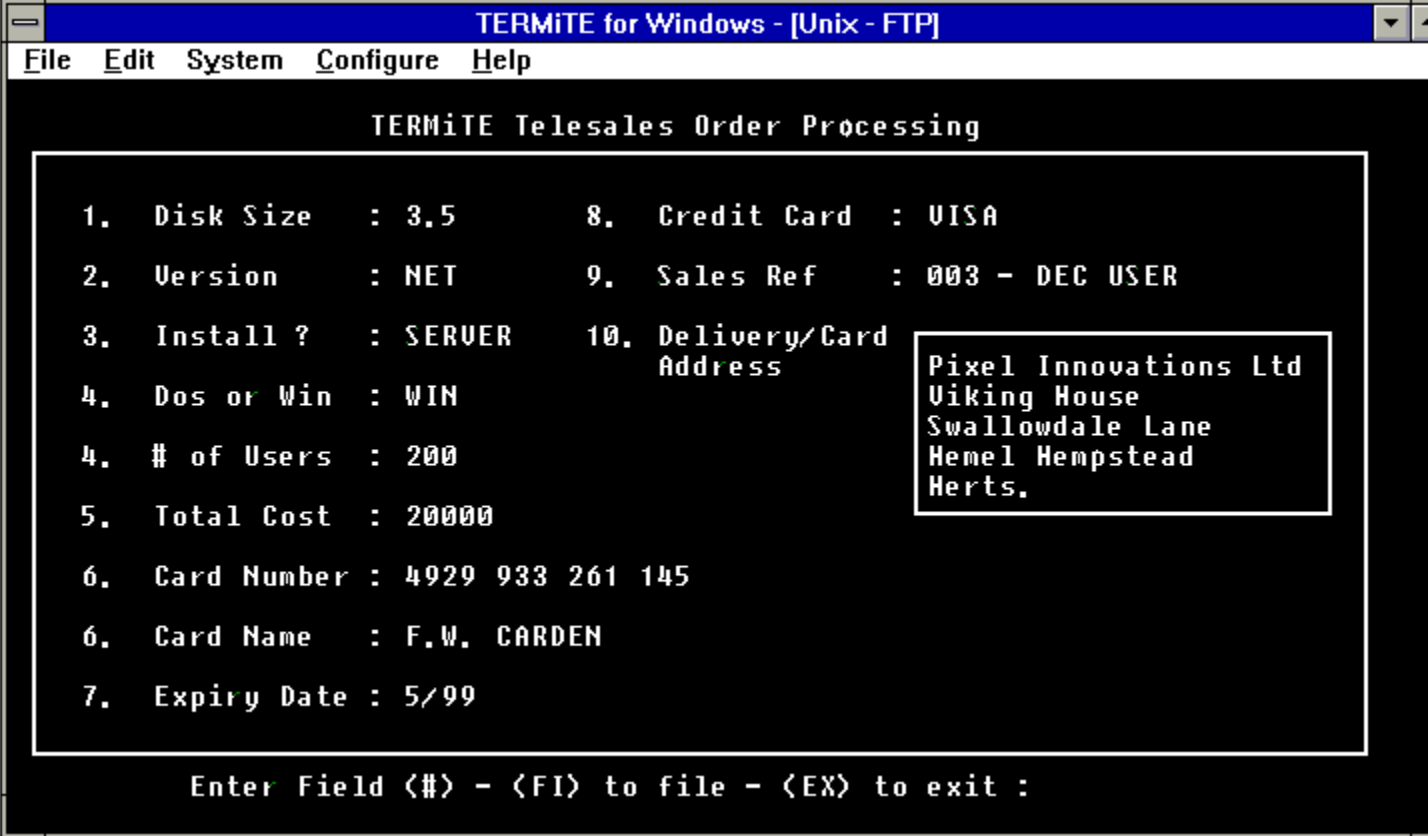 TERMiTE for Windows - [Unix - FTP]
File Edit System Configure Help
TERMiTE Telesales Order Processing
1. Disk Size : 3.5 8. Credit Card : VISA
2. Version : NET 9. Sales Ref : 003 - DEC USER
3. Install ? : SERVER 10. Delivery/Card
Address Pixel Innovations Ltd
4. Dos or Win : WIN Viking House
Swallowdale Lane
4. # of Users : 200 Hemel Hempstead
Herts.
5. Total Cost : 20000
6. Card Number : 4929 933 261 145
6. Card Name : F.W. CARDEN
7. Expiry Date : 5/99
Enter Field <#> - <FI> to file - <EX> to exit :